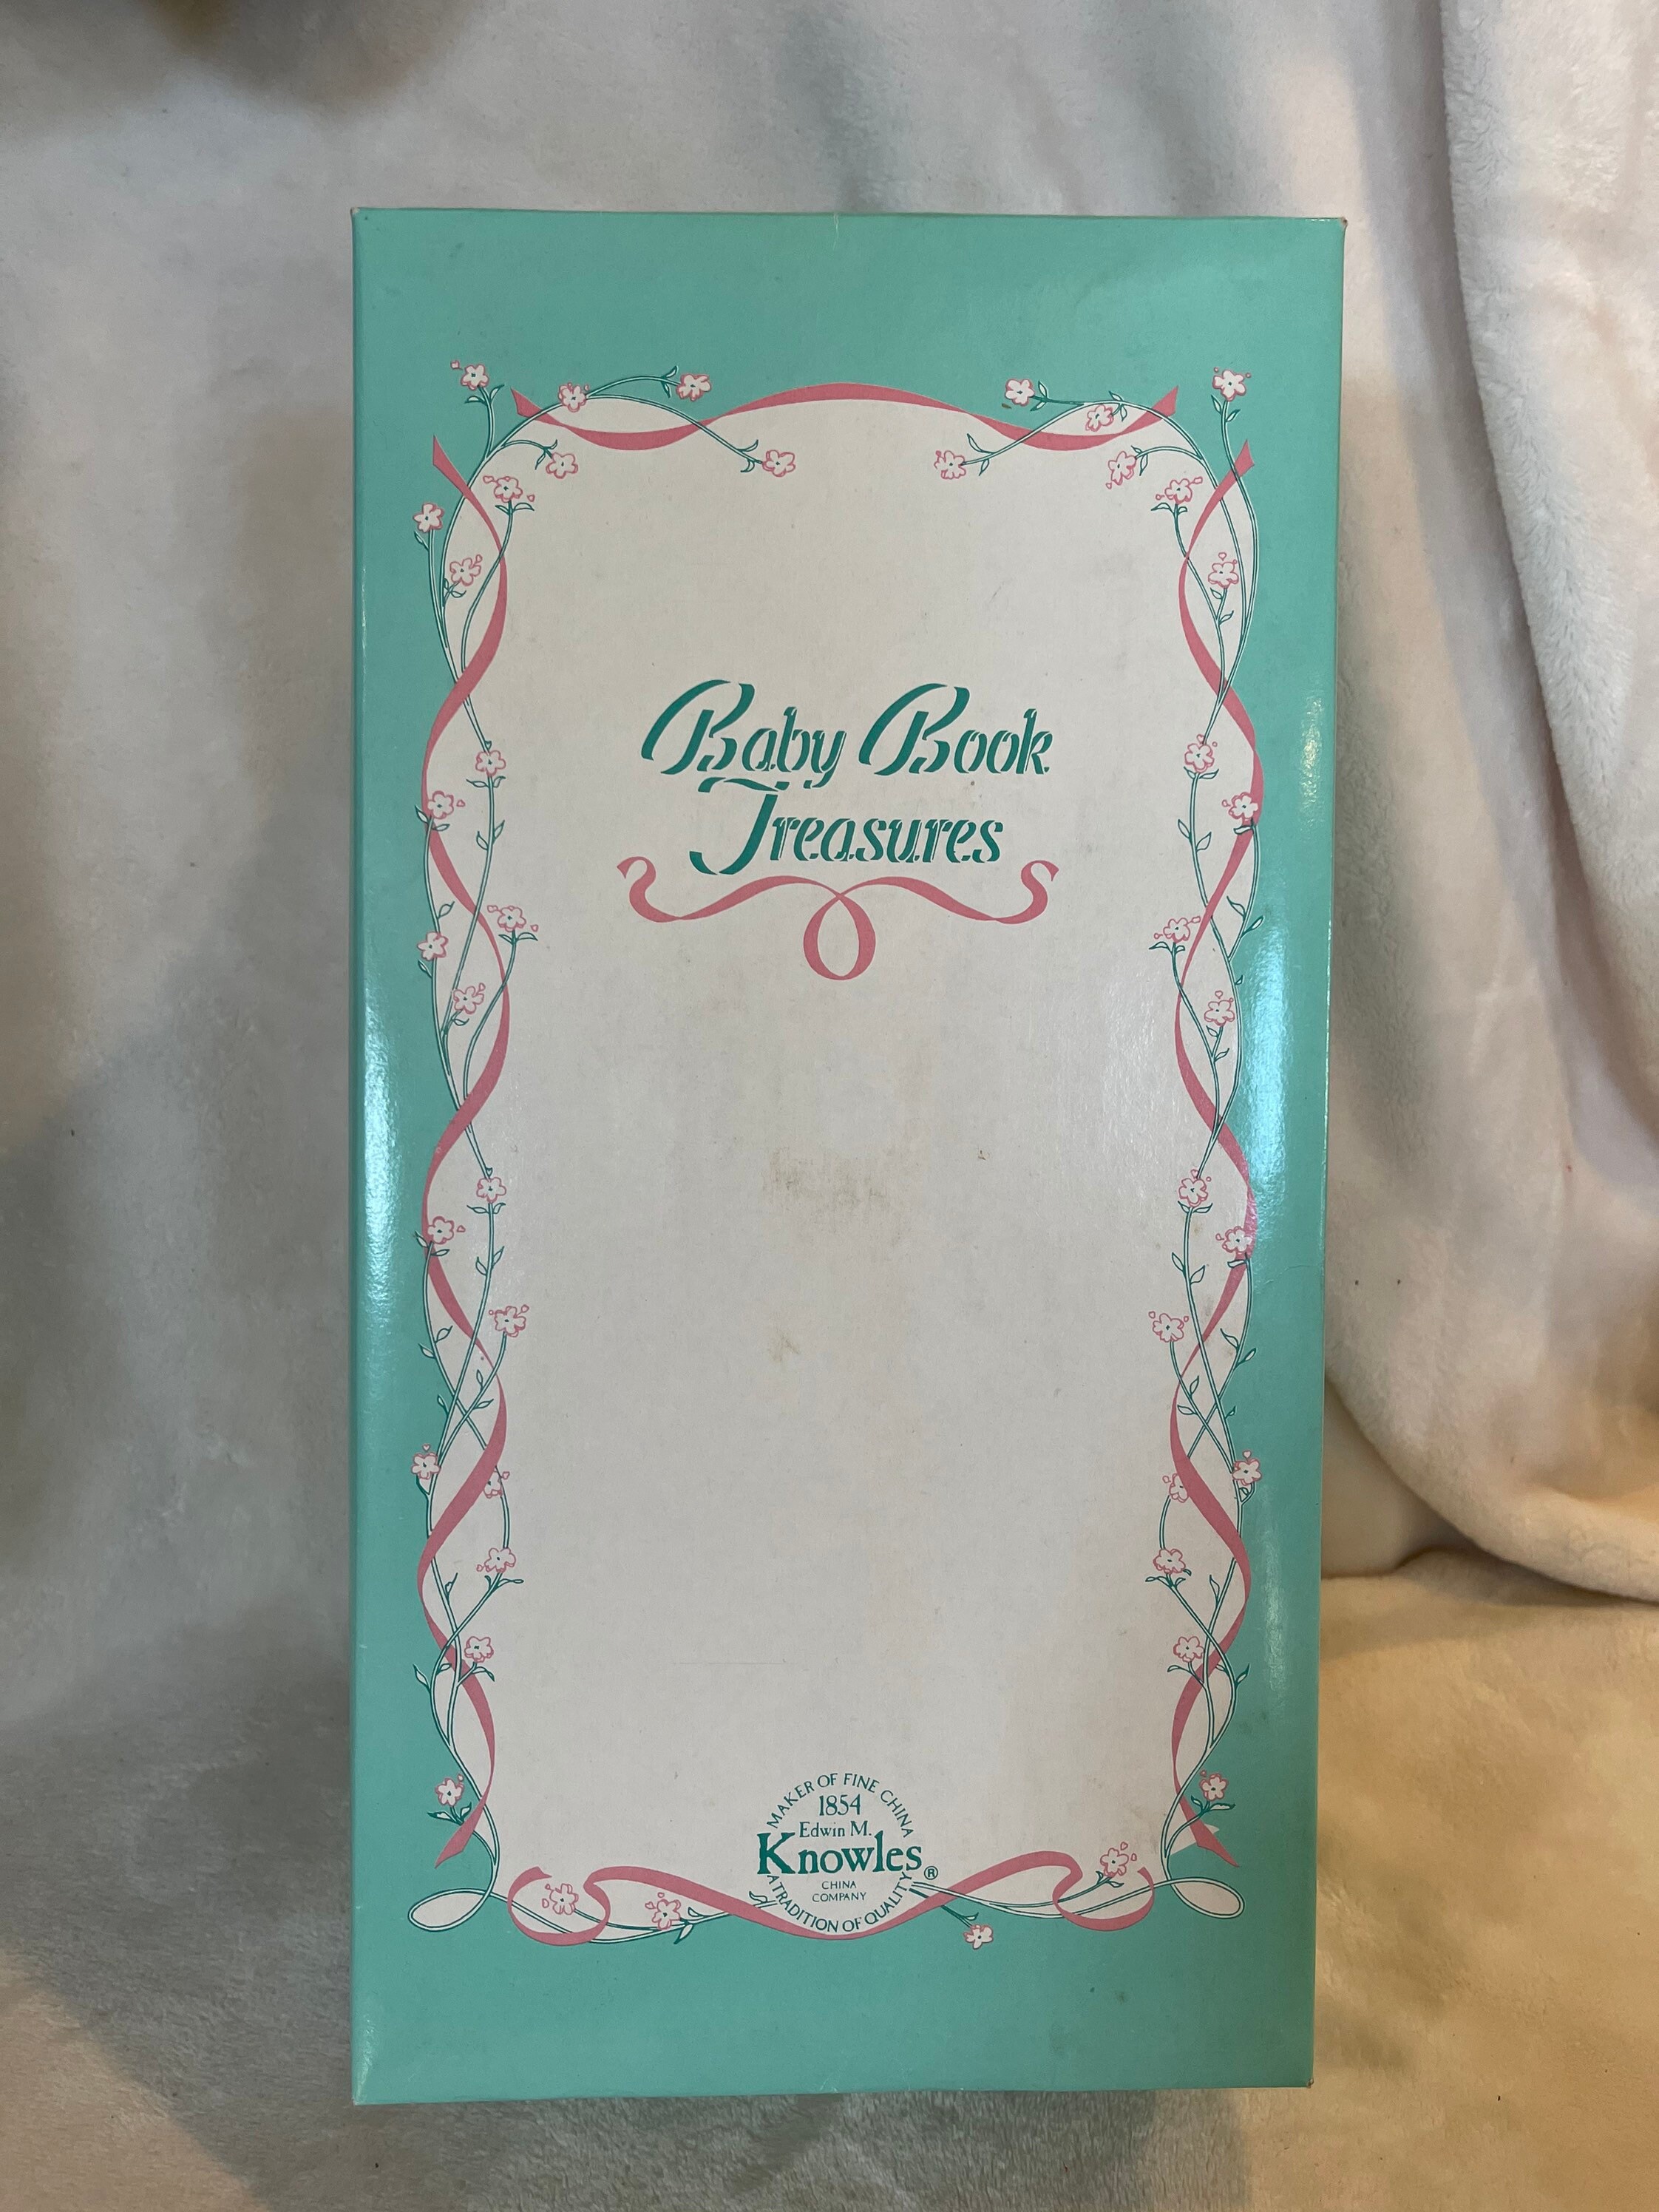 Baby Book
Treasures
MAKER OF FINE CHINA
1854
Edwin M.
Knowles®
CHINA
COMPANY
A TRADITION OF QUALITY